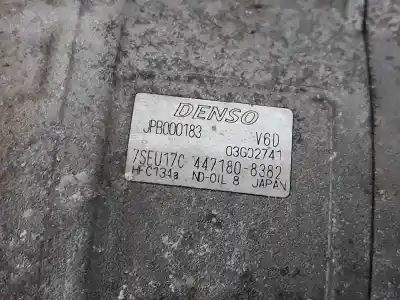 DENSO
JPB000183 V6D
03G02741
7SEU17C 447180-8382
HFC134a ND-OIL 8 JAPAN